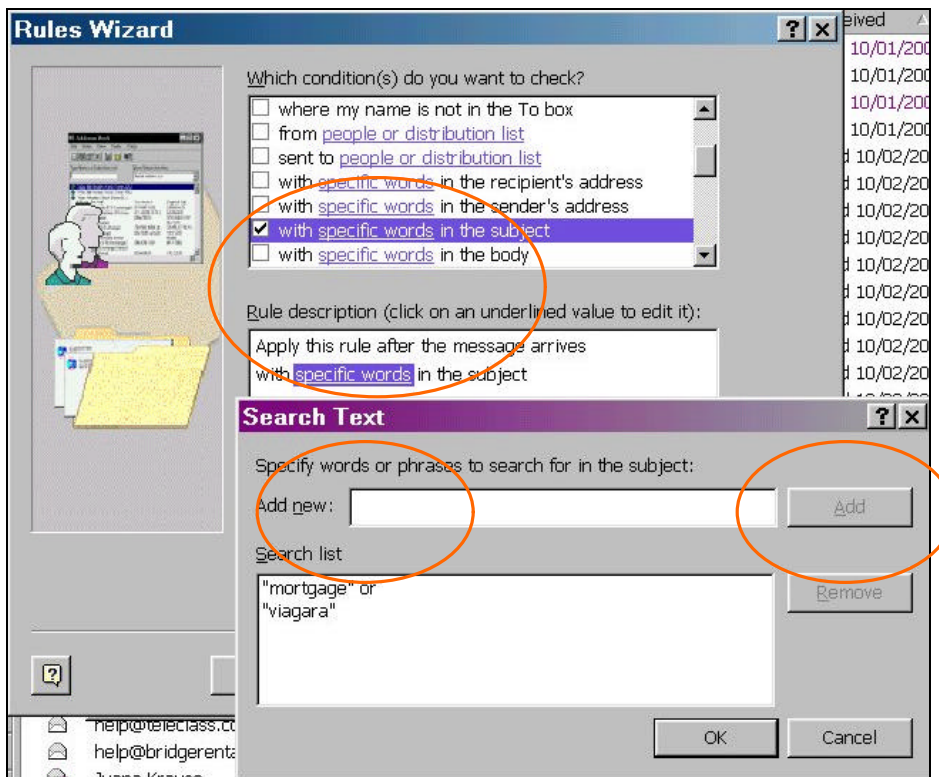 Rules Wizard
eived
Which condition(s) do you want to check?
where my name is not in the To box
from people or distribution list
sent to people or distribution list
with specific words in the recipient's address
with specific words in the sender's address
with specific words in the subject
with specific words in the body
Rule description (click on an underlined value to edit it):
Apply this rule after the message arrives
with specific words in the subject
10/01/200
10/01/200
10/01/200
10/01/200
d 10/02/20
d 10/02/20
d 10/02/20
d 10/02/20
d 10/02/20
d 10/02/20
d 10/02/20
d 10/02/20
d 10/02/20
Search Text
Specify words or phrases to search for in the subject:
Add new:
Add
Search list
"mortgage" or
"viagara"
Remove
OK
Cancel
help@teleclass.co
help@bridgerenta